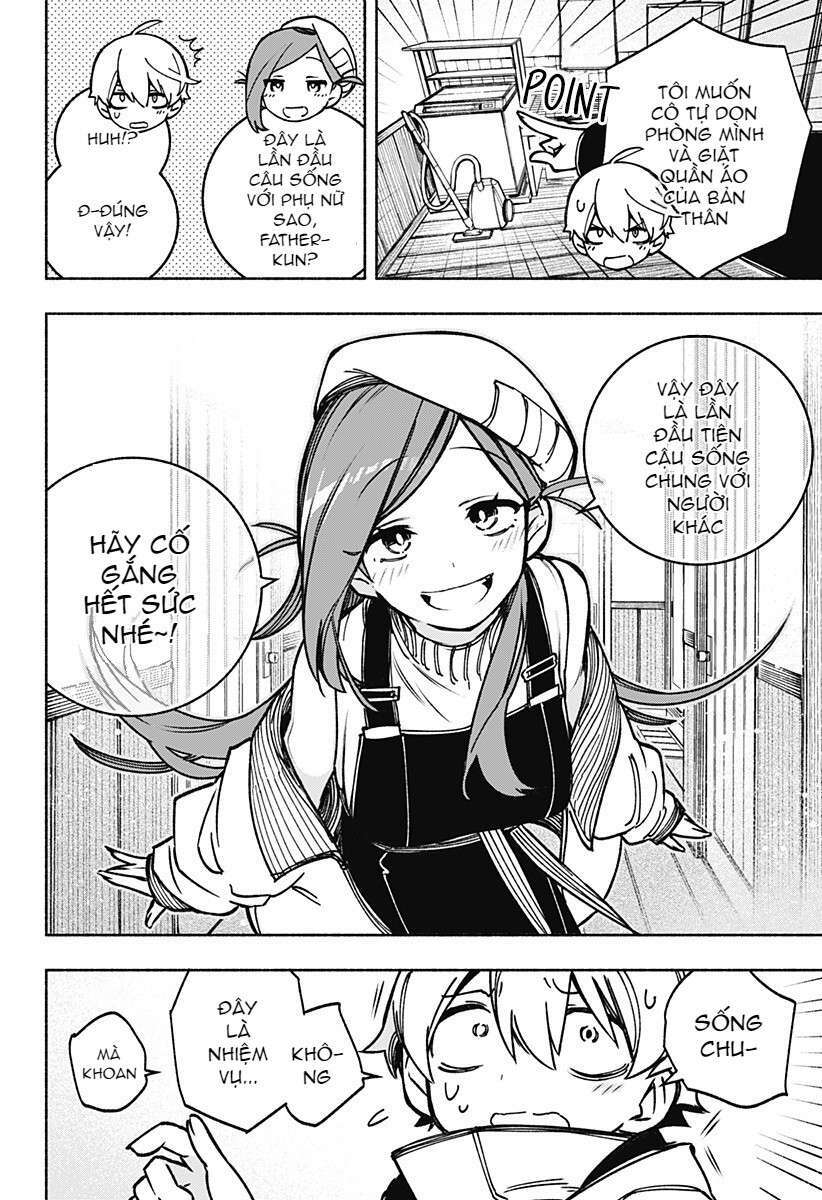 TÔI MUỐN
CÔ TỰ DỌN
PHÒNG MÌNH
VÀ GIẶT
QUẦN ÁO
CỦA BẢN
THÂN
POINT
ĐÂY LÀ
LẦN ĐẦU
CẬU SỐNG
VỚI PHỤ NỮ
SAO,
FATHER-
KUN?
HUH!?
Đ-ĐÚNG
VẬY!
VẬY ĐÂY
LÀ LẦN
ĐẦU TIÊN
CẬU SỐNG
CHUNG VỚI
NGƯỜI
KHÁC
HÃY CỐ
GẮNG
HẾT SỨC
NHÉ~!
SỐNG
CHU-
KHÔ-
NG
ĐÂY
LÀ
NHIỆM
VỤ...
MÀ
KHOAN